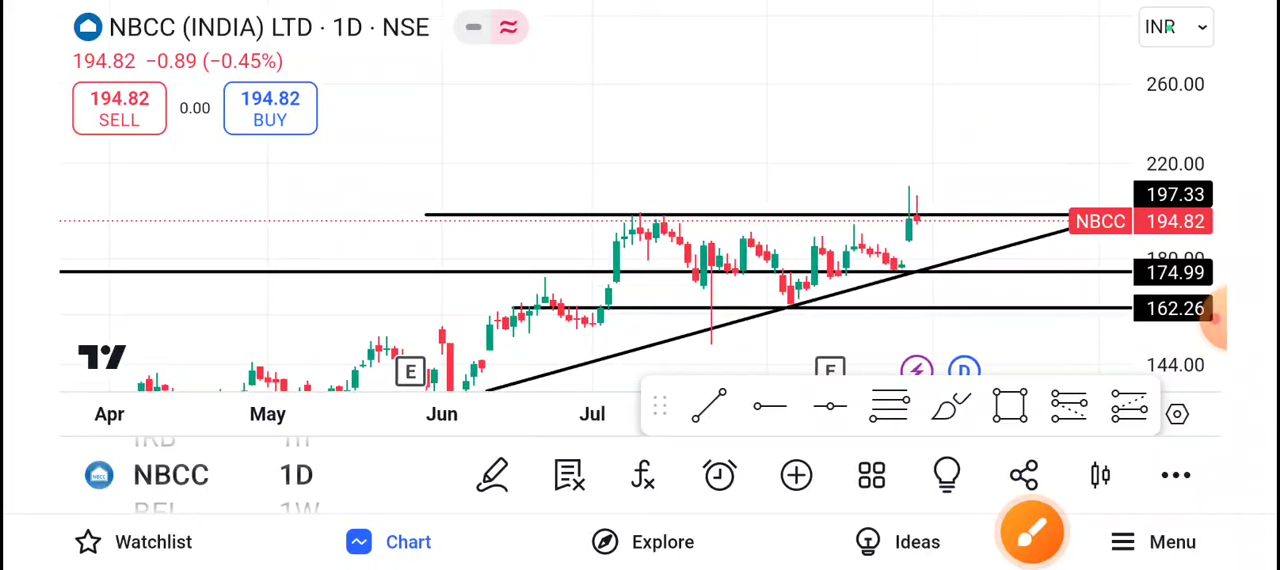 NBCC (INDIA) LTD · 1D · NSE
INR
194.82 −0.89 (−0.45%)
194.82
SELL
0.00
194.82
BUY
260.00
220.00
197.33
NBCC 194.82
180.00
174.99
162.26
144.00
E
E
D
Apr May Jun Jul
NBCC 1D
Watchlist
Chart
Explore
Ideas
Menu